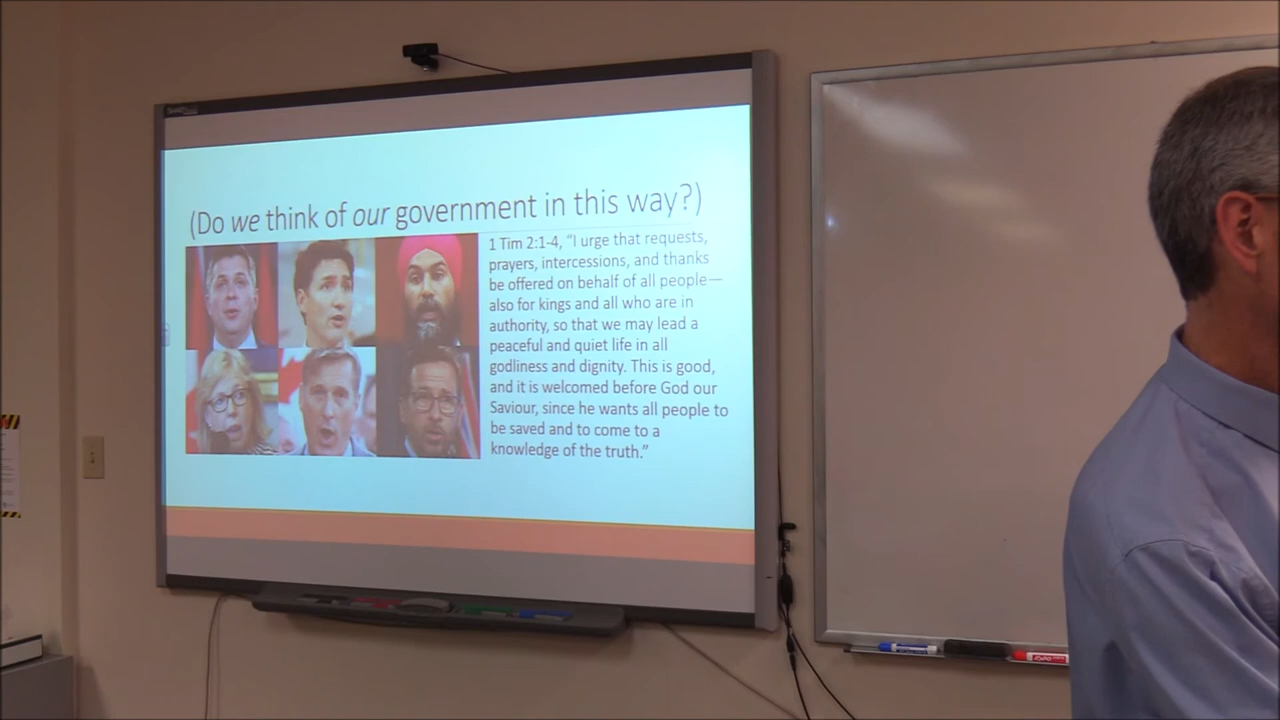 (Do we think of our government in this way?)
1 Tim 2:1-4, “I urge that requests,
prayers, intercessions, and thanks
be offered on behalf of all people—
also for kings and all who are in
authority, so that we may lead a
peaceful and quiet life in all
godliness and dignity. This is good,
and it is welcomed before God our
Saviour, since he wants all people to
be saved and to come to a
knowledge of the truth.”